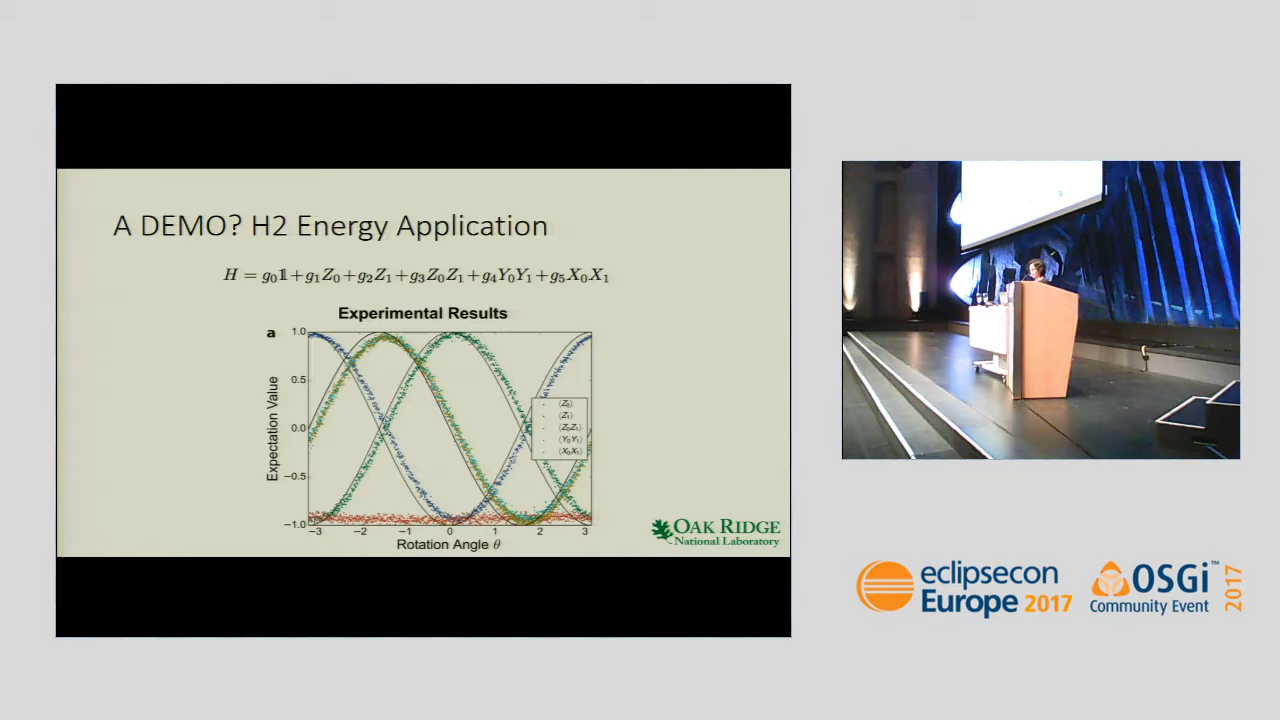 A DEMO? H2 Energy Application
H = g₀𝟙 + g₁Z₀ + g₂Z₁ + g₃Z₀Z₁ + g₄Y₀Y₁ + g₅X₀X₁
Experimental Results
a
1.0
0.5
0.0
−0.5
−1.0
Expectation Value
⟨Z₀⟩
⟨Z₁⟩
⟨Z₀Z₁⟩
⟨Y₀Y₁⟩
⟨X₀X₁⟩
−3 −2 −1 0 1 2 3
Rotation Angle θ
OAK RIDGE
National Laboratory
eclipsecon
Europe 2017
OSGi™
Community Event
2017